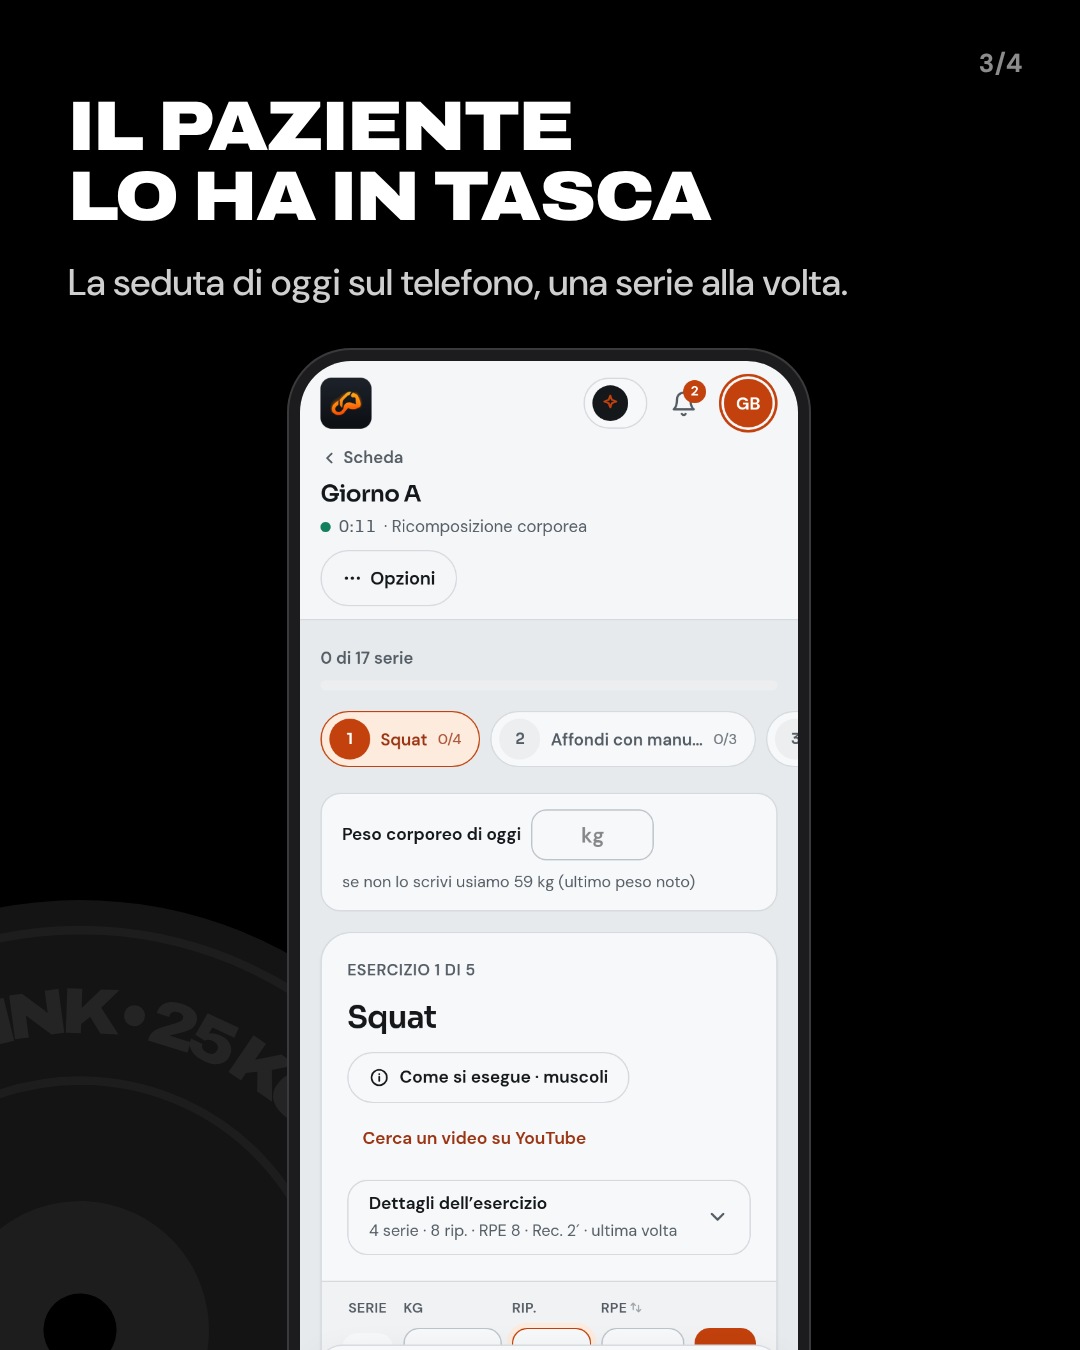 3/4
IL PAZIENTE
LO HA IN TASCA
La seduta di oggi sul telefono, una serie alla volta.
2
GB
Scheda
Giorno A
0:11 · Ricomposizione corporea
··· Opzioni
0 di 17 serie
1 Squat 0/4 2 Affondi con manu... 0/3 3
Peso corporeo di oggi kg
se non lo scrivi usiamo 59 kg (ultimo peso noto)
ESERCIZIO 1 DI 5
Squat
Come si esegue · muscoli
Cerca un video su YouTube
Dettagli dell’esercizio
4 serie · 8 rip. · RPE 8 · Rec. 2′ · ultima volta
SERIE KG RIP. RPE
25